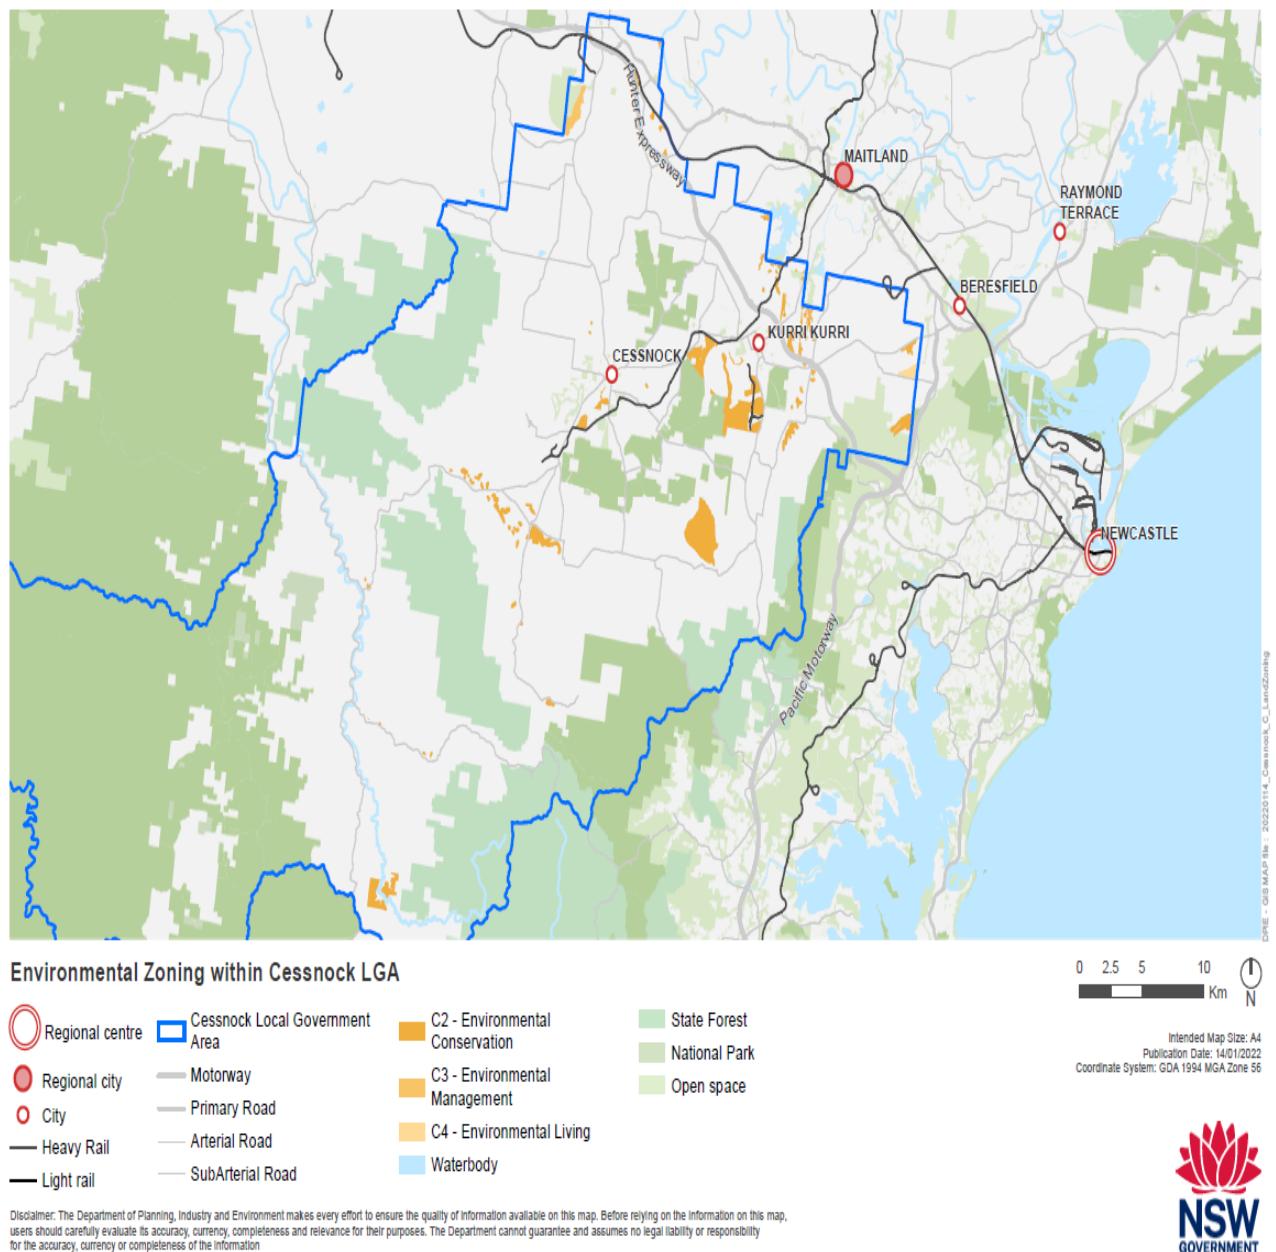 Hunter Expressway
MAITLAND
RAYMOND
TERRACE
BERESFIELD
KURRI KURRI
CESSNOCK
NEWCASTLE
Pacific Motorway
DPIE - GIS MAP Sle : 20220114_Cessnock_C_LandZoning
Environmental Zoning within Cessnock LGA
0 2.5 5 10
Km
N
Regional centre
Regional city
City
Heavy Rail
Light rail
Cessnock Local Government
Area
Motorway
Primary Road
Arterial Road
SubArterial Road
C2 - Environmental
Conservation
C3 - Environmental
Management
C4 - Environmental Living
Waterbody
State Forest
National Park
Open space
Intended Map Size: A4
Publication Date: 14/01/2022
Coordinate System: GDA 1994 MGA Zone 56
Disclaimer: The Department of Planning, Industry and Environment makes every effort to ensure the quality of information available on this map. Before relying on the information on this map,
users should carefully evaluate its accuracy, currency, completeness and relevance for their purposes. The Department cannot guarantee and assumes no legal liability or responsibility
for the accuracy, currency or completeness of the information
NSW
GOVERNMENT